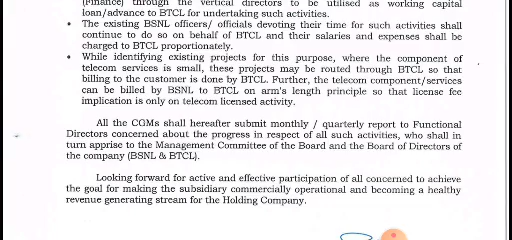 (Finance) through the vertical directors to be utilised as working capital
loan/advance to BTCL for undertaking such activities.
• The existing BSNL officers/ officials devoting their time for such activities shall
continue to do so on behalf of BTCL and their salaries and expenses shall be
charged to BTCL proportionately.
• While identifying existing projects for this purpose, where the component of
telecom services is small, these projects may be routed through BTCL so that
billing to the customer is done by BTCL. Further, the telecom component/services
can be billed by BSNL to BTCL on arm's length principle so that license fee
implication is only on telecom licensed activity.
All the CGMs shall hereafter submit monthly / quarterly report to Functional
Directors concerned about the progress in respect of all such activities, who shall in
turn apprise to the Management Committee of the Board and the Board of Directors of
the company (BSNL & BTCL).
Looking forward for active and effective participation of all concerned to achieve
the goal for making the subsidiary commercially operational and becoming a healthy
revenue generating stream for the Holding Company.